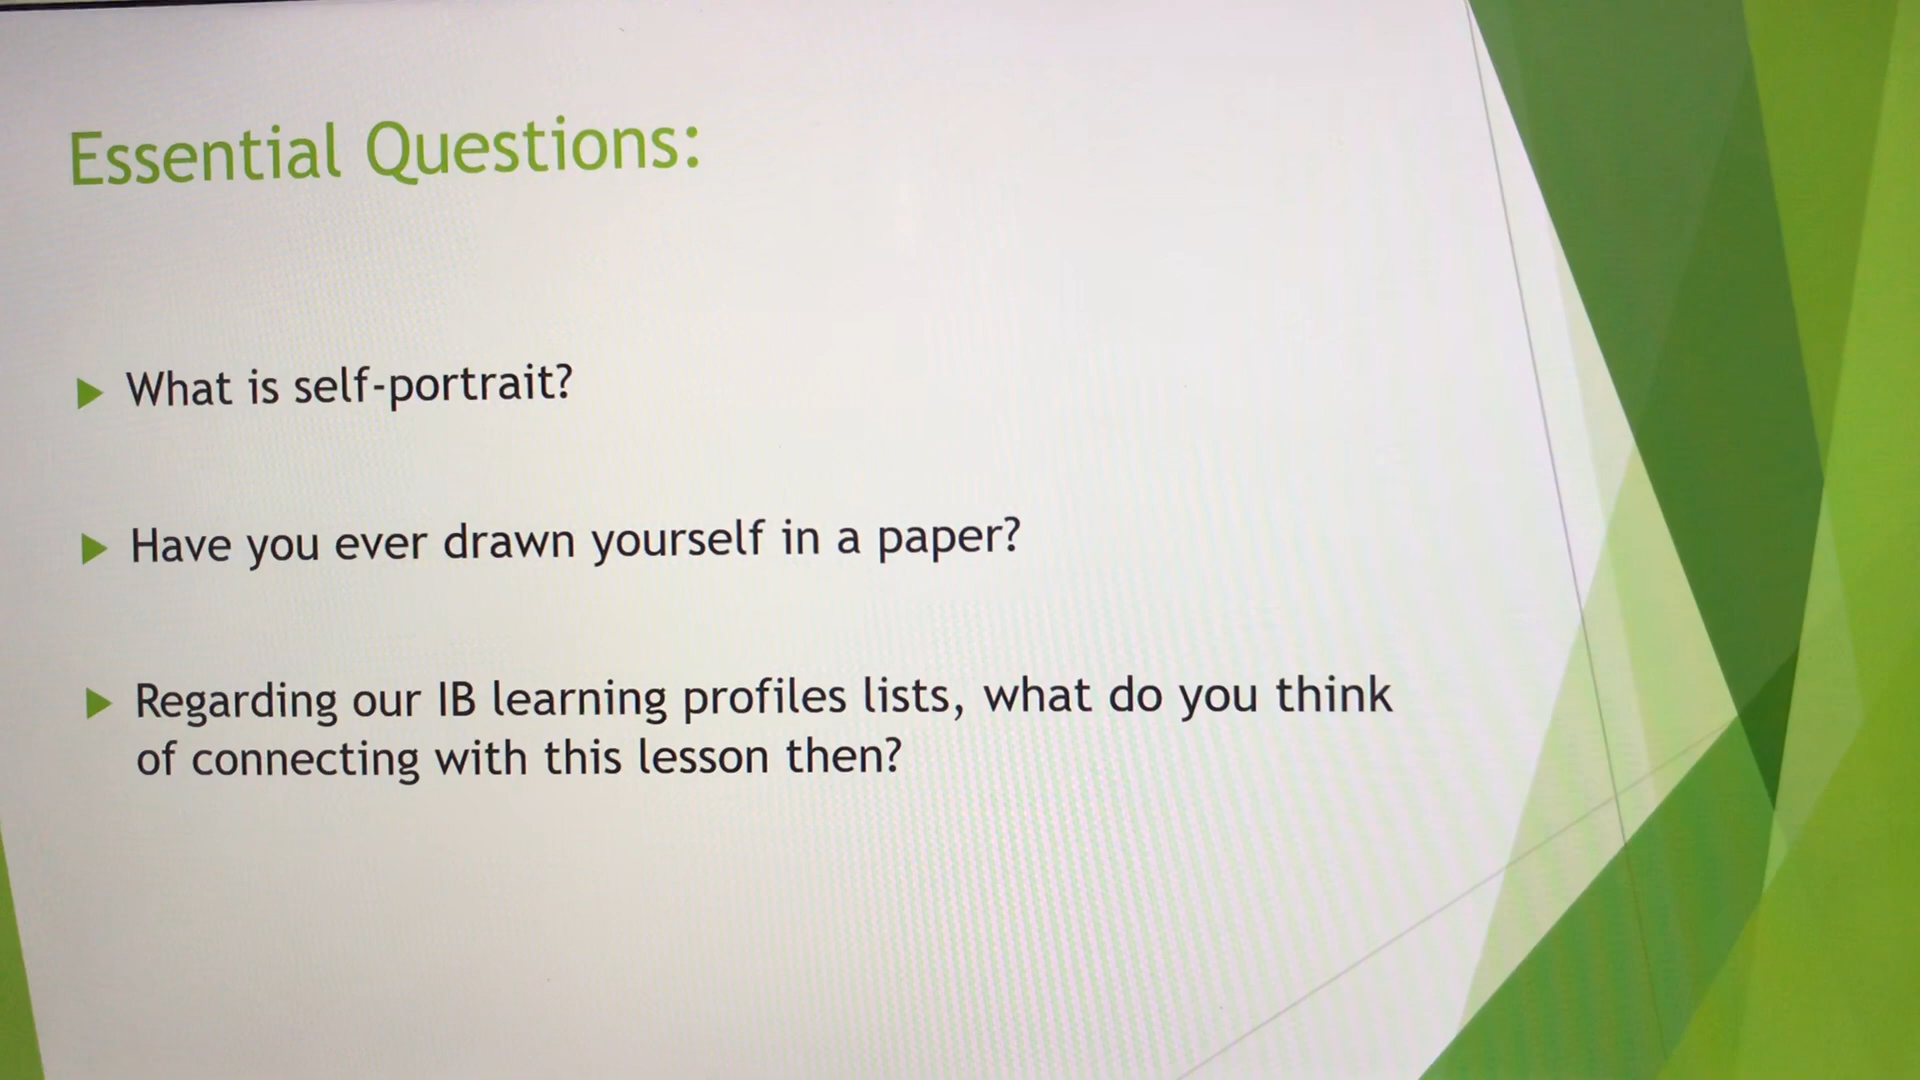 Essential Questions:
What is self-portrait?
Have you ever drawn yourself in a paper?
Regarding our IB learning profiles lists, what do you think
of connecting with this lesson then?